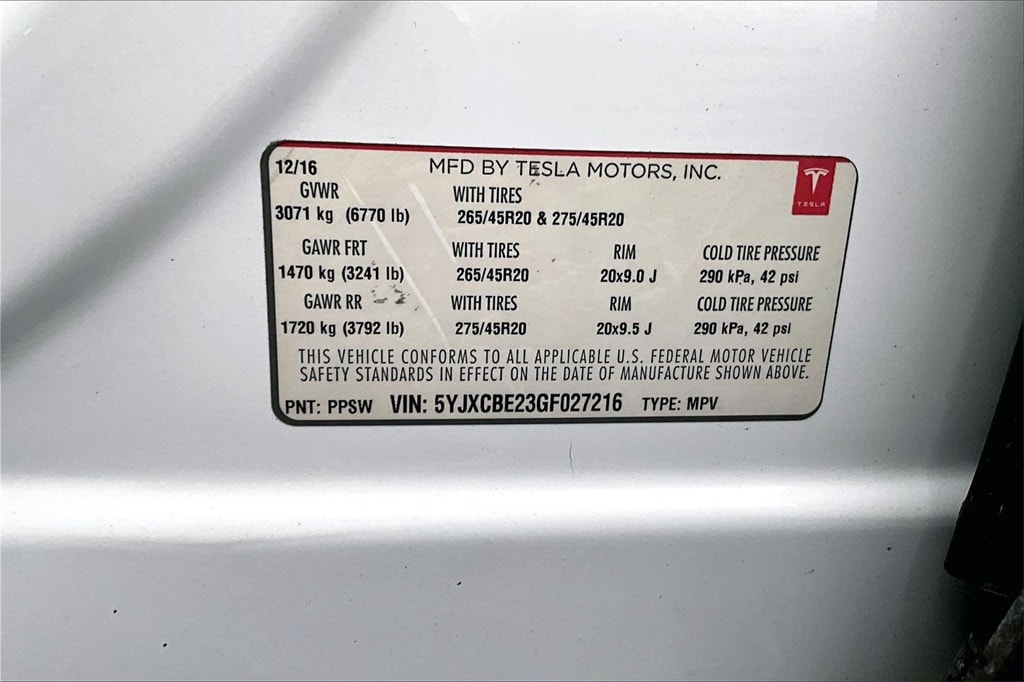 12/16 MFD BY TESLA MOTORS, INC.
TESLA
GVWR WITH TIRES
3071 kg (6770 lb) 265/45R20 & 275/45R20
GAWR FRT WITH TIRES RIM COLD TIRE PRESSURE
1470 kg (3241 lb) 265/45R20 20x9.0 J 290 kPa, 42 psi
GAWR RR WITH TIRES RIM COLD TIRE PRESSURE
1720 kg (3792 lb) 275/45R20 20x9.5 J 290 kPa, 42 psi
THIS VEHICLE CONFORMS TO ALL APPLICABLE U.S. FEDERAL MOTOR VEHICLE
SAFETY STANDARDS IN EFFECT ON THE DATE OF MANUFACTURE SHOWN ABOVE.
PNT: PPSW VIN: 5YJXCBE23GF027216 TYPE: MPV